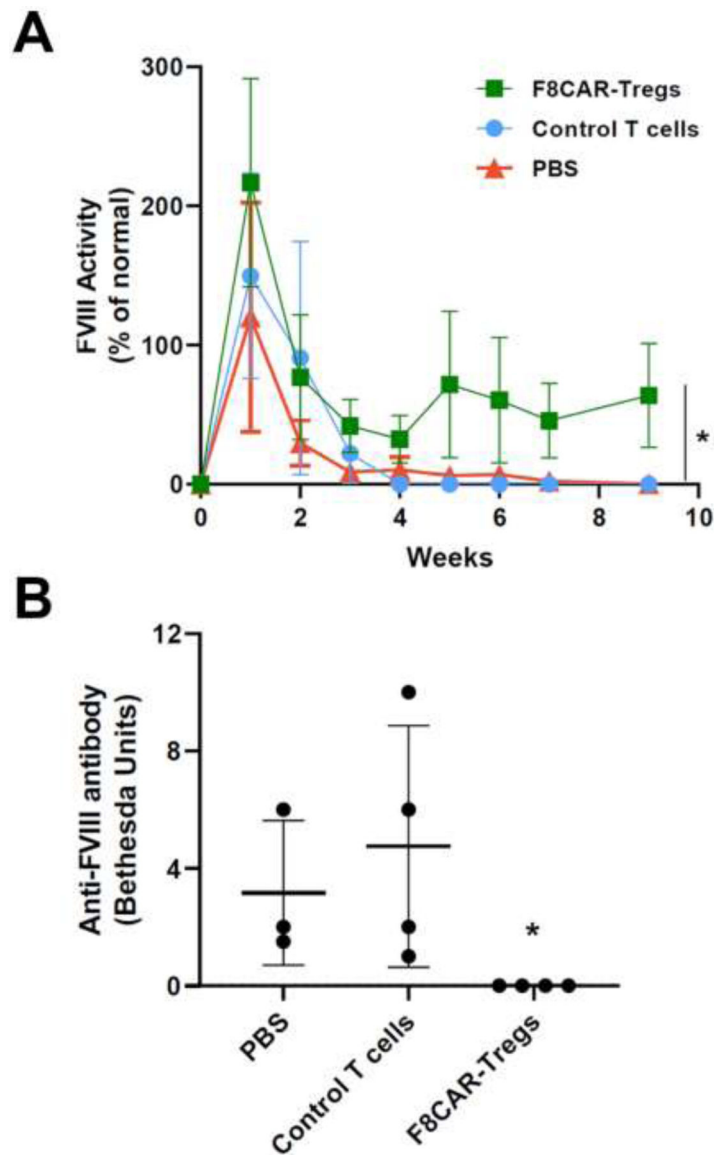 A
300
200
100
0
FVIII Activity
(% of normal)
F8CAR-Tregs
Control T cells
PBS
*
0 2 4 6 8 10
Weeks
B
12
8
4
0
Anti-FVIII antibody
(Bethesda Units)
*
PBS
Control T cells
F8CAR-Tregs